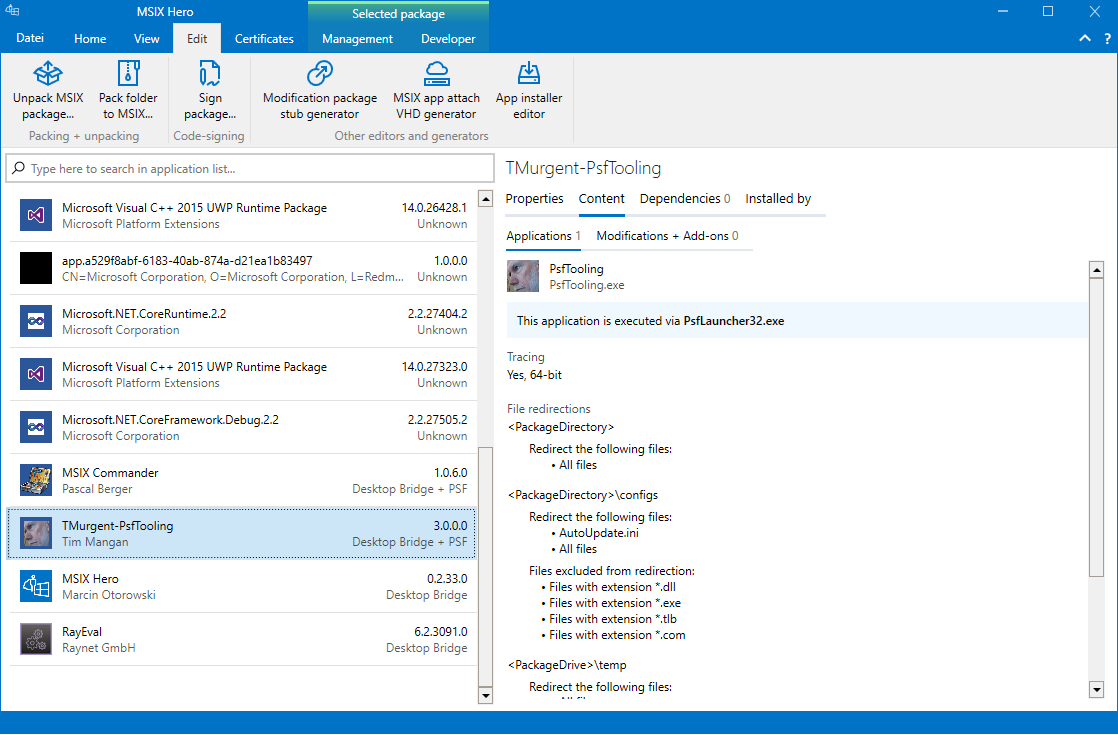 MSIX Hero
Selected package
Datei
Home
View
Edit
Certificates
Management
Developer
?
Unpack MSIX
package...
Pack folder
to MSIX...
Sign
package...
Modification package
stub generator
MSIX app attach
VHD generator
App installer
editor
Packing + unpacking
Code-signing
Other editors and generators
Type here to search in application list...
Microsoft Visual C++ 2015 UWP Runtime Package 14.0.26428.1
Microsoft Platform Extensions Unknown
app.a529f8abf-6183-40ab-874a-d21ea1b83497 1.0.0.0
CN=Microsoft Corporation, O=Microsoft Corporation, L=Redm... Unknown
Microsoft.NET.CoreRuntime.2.2 2.2.27404.2
Microsoft Corporation Unknown
Microsoft Visual C++ 2015 UWP Runtime Package 14.0.27323.0
Microsoft Platform Extensions Unknown
Microsoft.NET.CoreFramework.Debug.2.2 2.2.27505.2
Microsoft Corporation Unknown
MSIX Commander 1.0.6.0
Pascal Berger Desktop Bridge + PSF
TMurgent-PsfTooling 3.0.0.0
Tim Mangan Desktop Bridge + PSF
MSIX Hero 0.2.33.0
Marcin Otorowski Desktop Bridge
RayEval 6.2.3091.0
Raynet GmbH Desktop Bridge
TMurgent-PsfTooling
Properties Content Dependencies 0 Installed by
Applications 1 Modifications + Add-ons 0
PsfTooling
PsfTooling.exe
This application is executed via PsfLauncher32.exe
Tracing
Yes, 64-bit
File redirections
<PackageDirectory>
Redirect the following files:
• All files
<PackageDirectory>\configs
Redirect the following files:
• AutoUpdate.ini
• All files
Files excluded from redirection:
• Files with extension *.dll
• Files with extension *.exe
• Files with extension *.tlb
• Files with extension *.com
<PackageDrive>\temp
Redirect the following files: